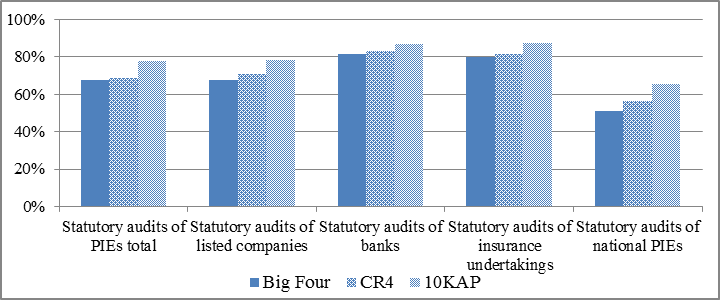 100%
80%
60%
40%
20%
0%
Statutory audits of PIEs total
Statutory audits of listed companies
Statutory audits of banks
Statutory audits of insurance undertakings
Statutory audits of national PIEs
Big Four
CR4
10KAP